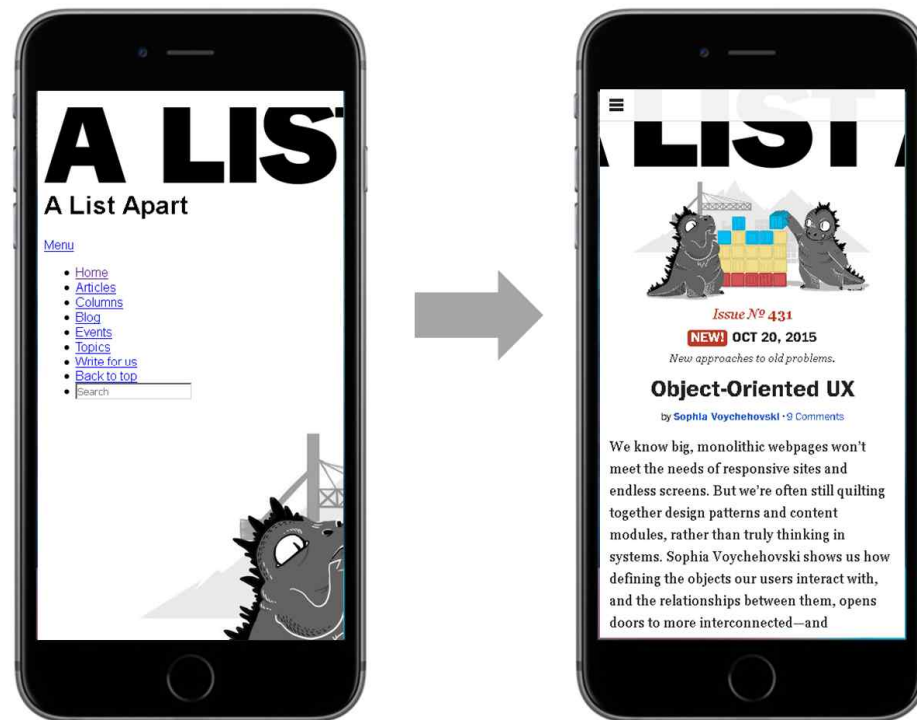 A LIS
A List Apart
Menu
Home
Articles
Columns
Blog
Events
Topics
Write for us
Back to top
Search
A LIST A
Issue Nº 431
NEW! OCT 20, 2015
New approaches to old problems.
Object-Oriented UX
by Sophia Voychehovski · 9 Comments
We know big, monolithic webpages won’t
meet the needs of responsive sites and
endless screens. But we’re often still quilting
together design patterns and content
modules, rather than truly thinking in
systems. Sophia Voychehovski shows us how
defining the objects our users interact with,
and the relationships between them, opens
doors to more interconnected—and